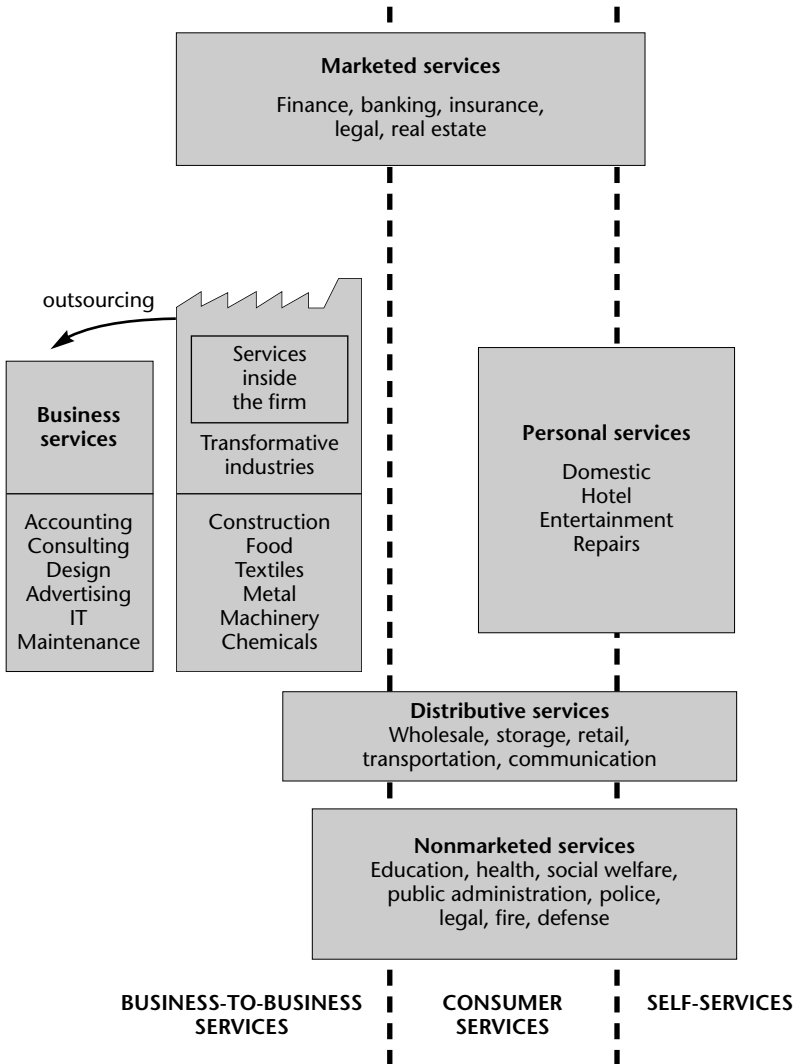 Marketed services
Finance, banking, insurance,
legal, real estate
outsourcing
Services
inside
the firm
Transformative
industries
Construction
Food
Textiles
Metal
Machinery
Chemicals
Business
services
Accounting
Consulting
Design
Advertising
IT
Maintenance
Personal services
Domestic
Hotel
Entertainment
Repairs
Distributive services
Wholesale, storage, retail,
transportation, communication
Nonmarketed services
Education, health, social welfare,
public administration, police,
legal, fire, defense
BUSINESS-TO-BUSINESS
SERVICES
CONSUMER
SERVICES
SELF-SERVICES